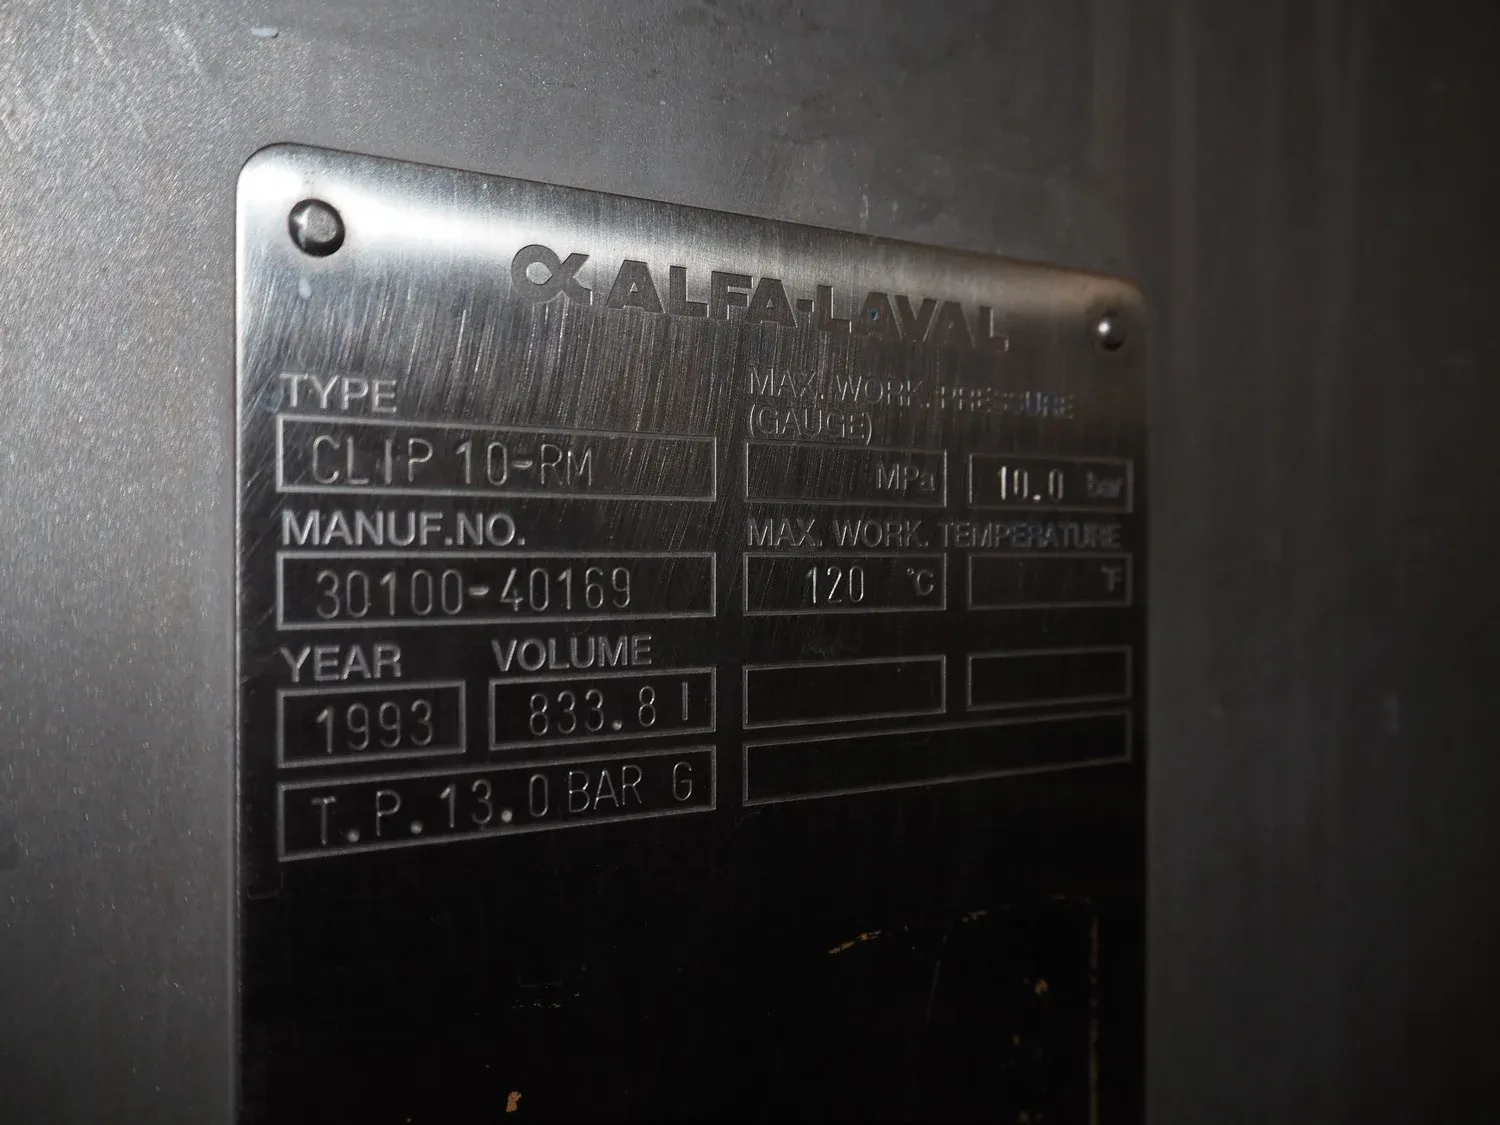 ALFA-LAVAL
TYPE
CLIP 10-RM
MANUF.NO.
30100-40169
YEAR VOLUME
1993 833.8 l
T.P.13.0 BAR G
MAX. WORK. PRESSURE
(GAUGE)
MPa 10.0 bar
MAX. WORK. TEMPERATURE
120 °C °F